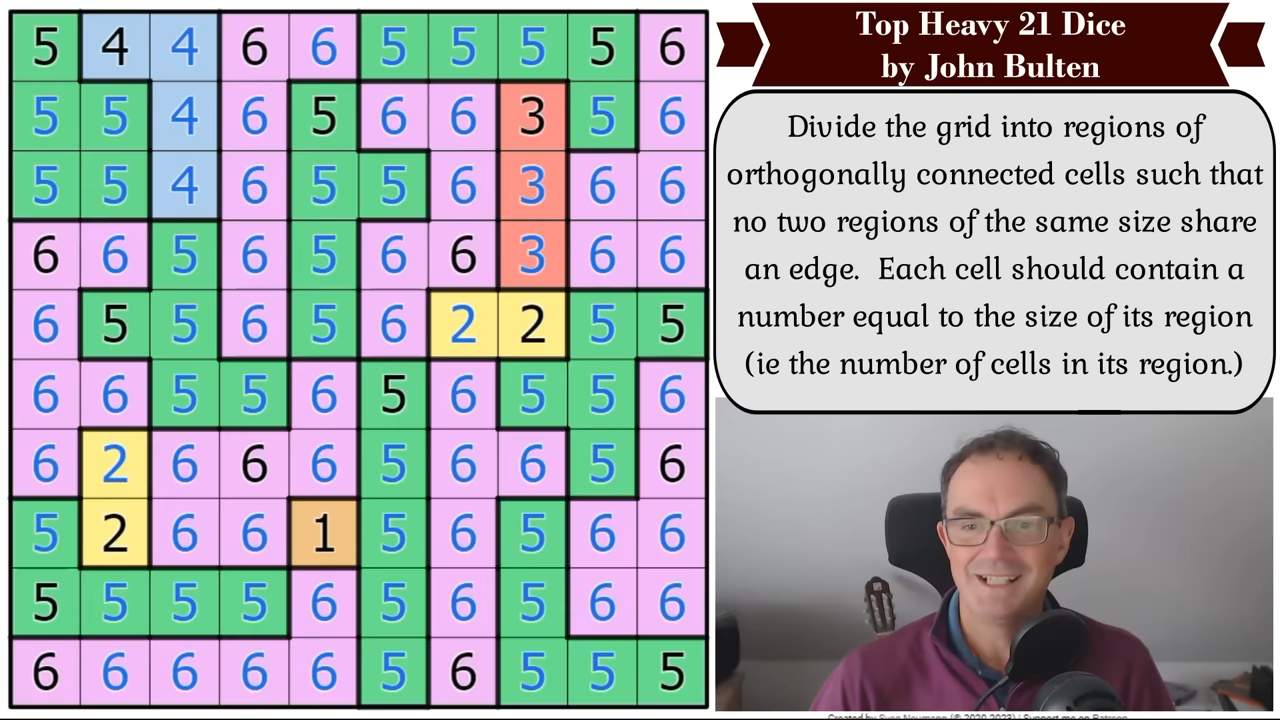 5 4 4 6 6 5 5 5 5 6
5 5 4 6 5 6 6 3 5 6
5 5 4 6 5 5 6 3 6 6
6 6 5 6 5 6 6 3 6 6
6 5 5 6 5 6 2 2 5 5
6 6 5 5 6 5 6 5 5 6
6 2 6 6 6 5 6 6 5 6
5 2 6 6 1 5 6 5 6 6
5 5 5 5 6 5 6 5 6 6
6 6 6 6 6 5 6 5 5 5
Top Heavy 21 Dice
by John Bulten
Divide the grid into regions of
orthogonally connected cells such that
no two regions of the same size share
an edge. Each cell should contain a
number equal to the size of its region
(ie the number of cells in its region.)